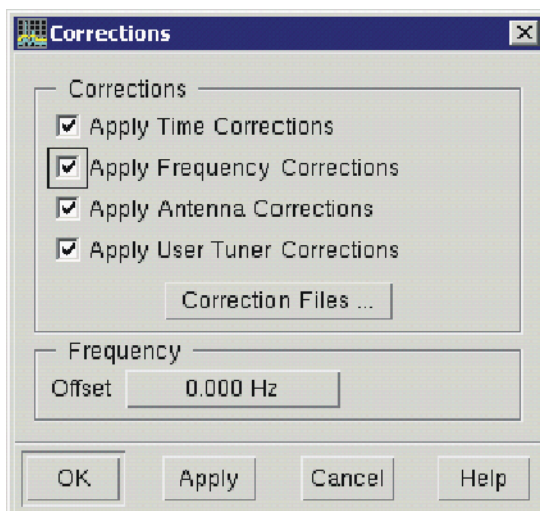 Corrections
Corrections
Apply Time Corrections
Apply Frequency Corrections
Apply Antenna Corrections
Apply User Tuner Corrections
Correction Files ...
Frequency
Offset 0.000 Hz
OK Apply Cancel Help